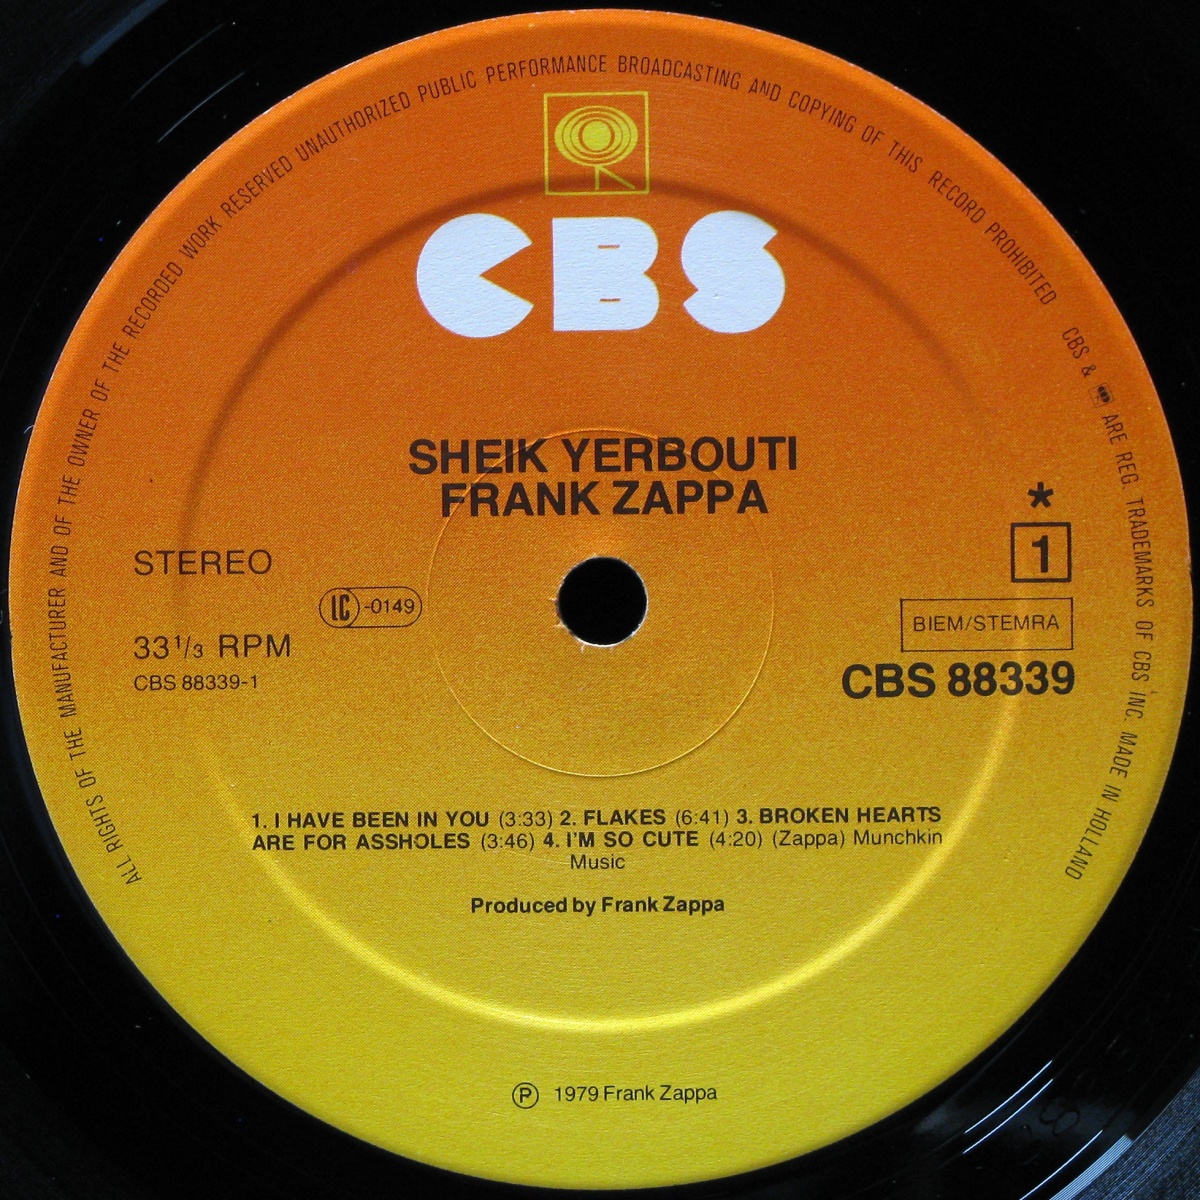 ALL RIGHTS OF THE MANUFACTURER AND OF THE OWNER OF THE RECORDED WORK RESERVED UNAUTHORIZED PUBLIC PERFORMANCE BROADCASTING AND COPYING OF THIS RECORD PROHIBITED CBS & ARE REG. TRADEMARKS OF CBS INC. MADE IN HOLLAND
CBS
SHEIK YERBOUTI
FRANK ZAPPA
STEREO
LC-0149
33 1/3 RPM
CBS 88339-1
*
1
BIEM/STEMRA
CBS 88339
1. I HAVE BEEN IN YOU (3:33) 2. FLAKES (6:41) 3. BROKEN HEARTS
ARE FOR ASSHOLES (3:46) 4. I'M SO CUTE (4:20) (Zappa) Munchkin
Music
Produced by Frank Zappa
℗ 1979 Frank Zappa